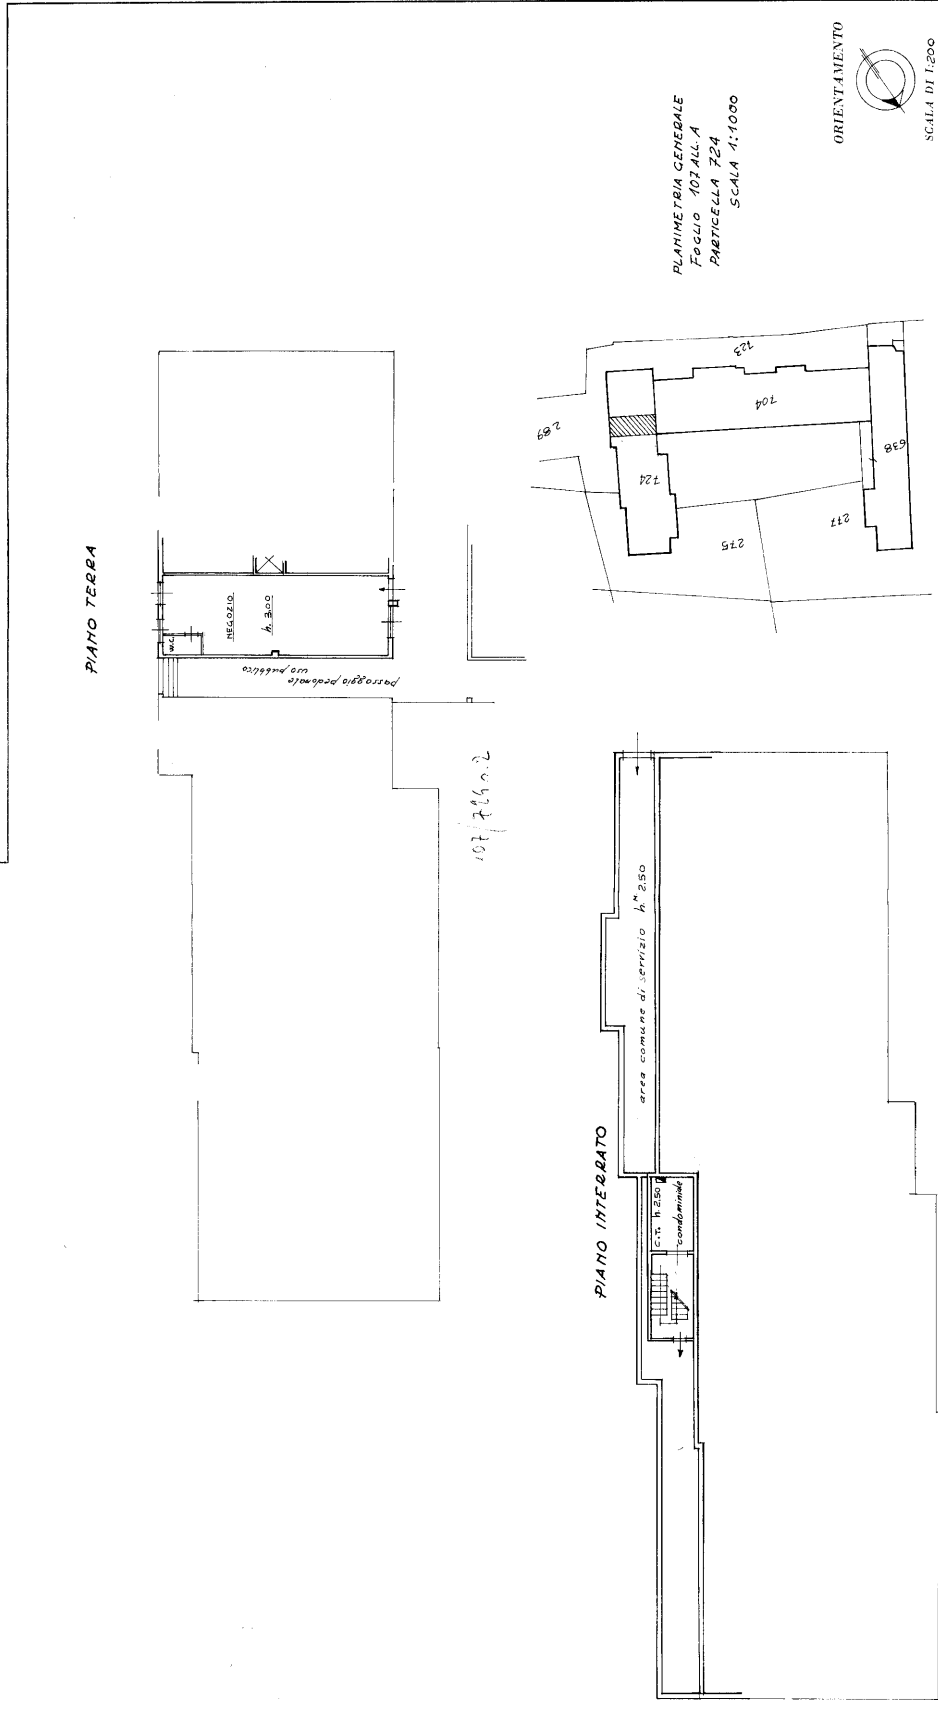 PIANO TERRA
W.C.
NEGOZIO
h. 3.00
passaggio pedonale
uso pubblico
PLANIMETRIA GENERALE
FOGLIO 107 ALL. A
PARTICELLA 724
SCALA 1:1000
ORIENTAMENTO
SCALA DI 1:200
289
723
704
724
638
275
277
PIANO INTERRATO
area comune di servizio h.M 2.50
C.T. h 2.50
condominiale